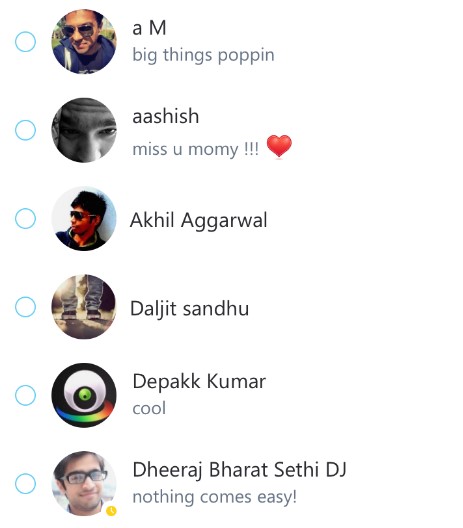 a M
big things poppin
aashish
miss u momy !!! ❤
Akhil Aggarwal
Daljit sandhu
Depakk Kumar
cool
Dheeraj Bharat Sethi DJ
nothing comes easy!